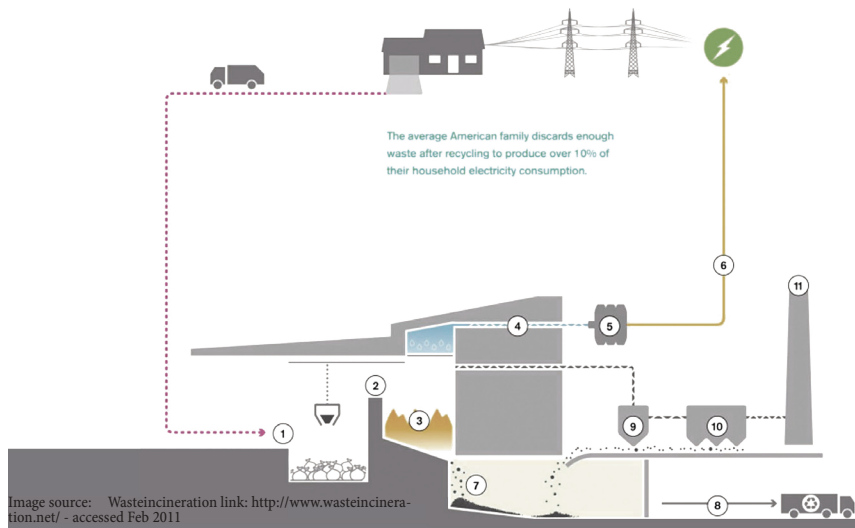 The average American family discards enough
waste after recycling to produce over 10% of
their household electricity consumption.
6
11
4
5
2
3
1
9
10
7
8
Image source: Wasteincineration link: http://www.wasteincinera-
tion.net/ - accessed Feb 2011